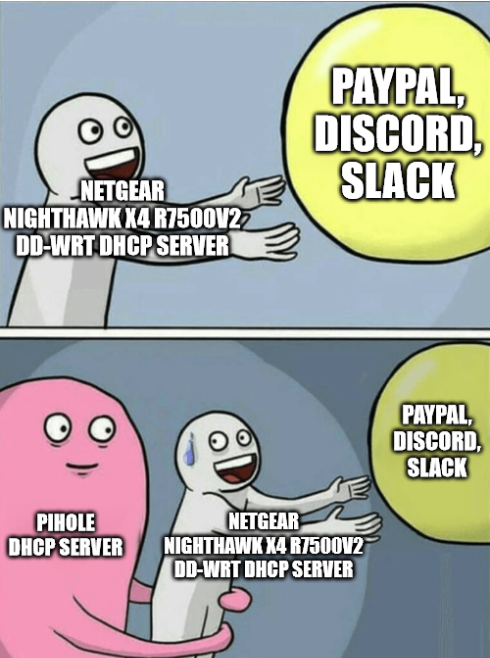 PAYPAL,
DISCORD,
SLACK
NETGEAR
NIGHTHAWK X4 R7500V2
DD-WRT DHCP SERVER
PAYPAL,
DISCORD,
SLACK
PIHOLE
DHCP SERVER
NETGEAR
NIGHTHAWK X4 R7500V2
DD-WRT DHCP SERVER